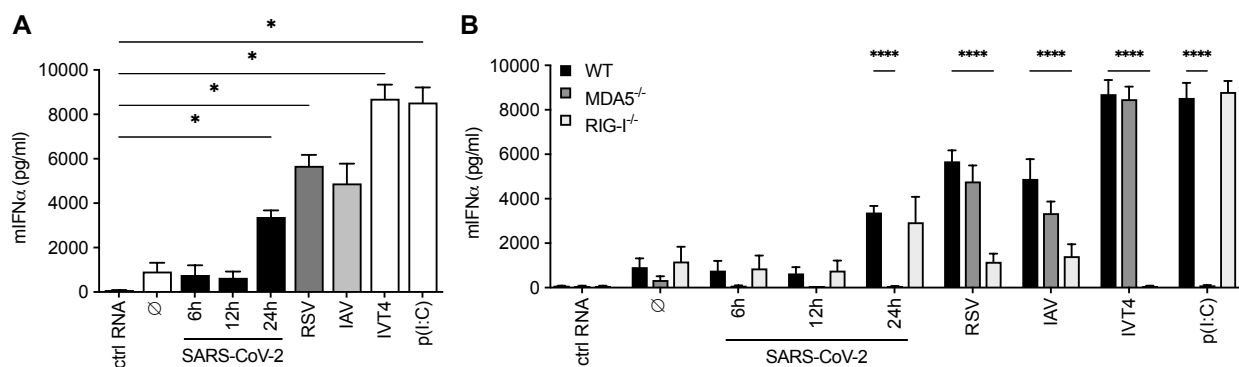 A
*
*
*
*
mIFNα (pg/ml)
10000
8000
6000
4000
2000
0
ctrl RNA
∅
6h
12h
24h
RSV
IAV
IVT4
p(I:C)
SARS-CoV-2
B
**** **** **** **** ****
WT
MDA5-/-
RIG-I-/-
mIFNα (pg/ml)
10000
8000
6000
4000
2000
0
ctrl RNA
∅
6h
12h
24h
RSV
IAV
IVT4
p(I:C)
SARS-CoV-2